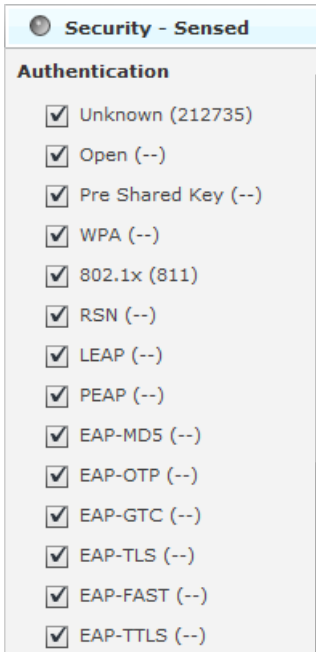 Security - Sensed
Authentication
Unknown (212735)
Open (--)
Pre Shared Key (--)
WPA (--)
802.1x (811)
RSN (--)
LEAP (--)
PEAP (--)
EAP-MD5 (--)
EAP-OTP (--)
EAP-GTC (--)
EAP-TLS (--)
EAP-FAST (--)
EAP-TTLS (--)